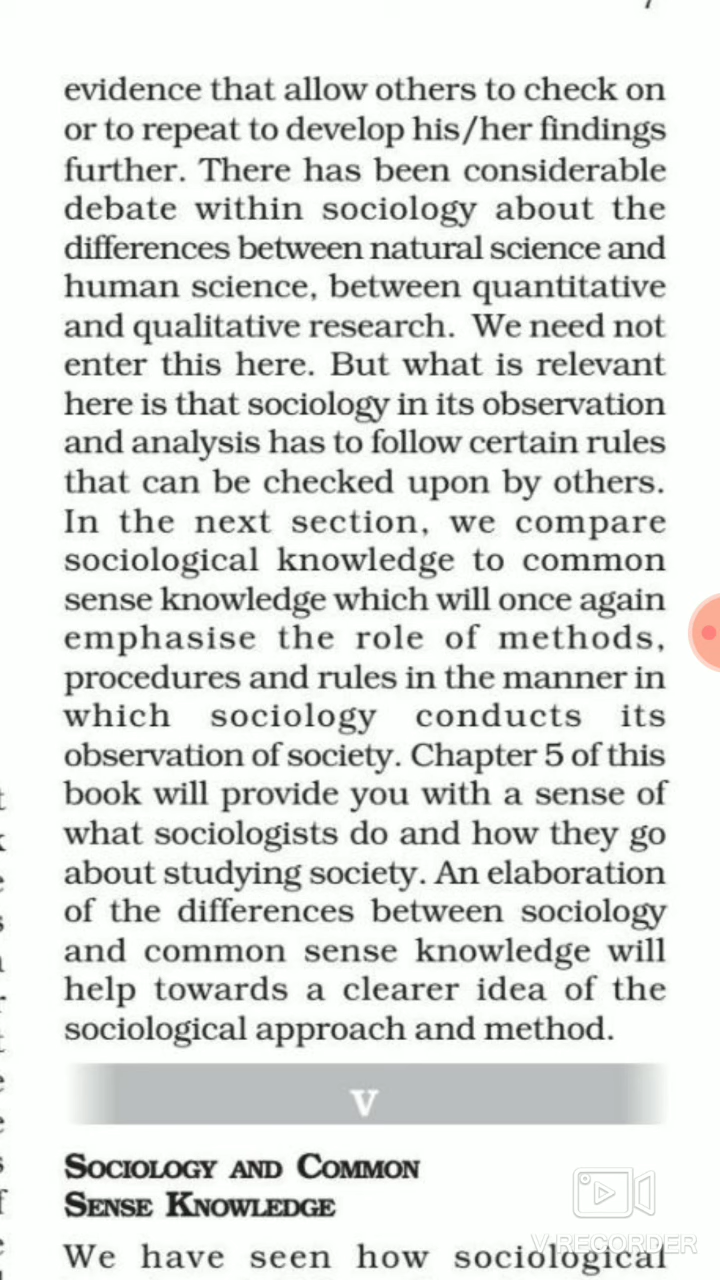 evidence that allow others to check on
or to repeat to develop his/her findings
further. There has been considerable
debate within sociology about the
differences between natural science and
human science, between quantitative
and qualitative research. We need not
enter this here. But what is relevant
here is that sociology in its observation
and analysis has to follow certain rules
that can be checked upon by others.
In the next section, we compare
sociological knowledge to common
sense knowledge which will once again
emphasise the role of methods,
procedures and rules in the manner in
which sociology conducts its
observation of society. Chapter 5 of this
book will provide you with a sense of
what sociologists do and how they go
about studying society. An elaboration
of the differences between sociology
and common sense knowledge will
help towards a clearer idea of the
sociological approach and method.
V
SOCIOLOGY AND COMMON
SENSE KNOWLEDGE
We have seen how sociological
V RECORDER